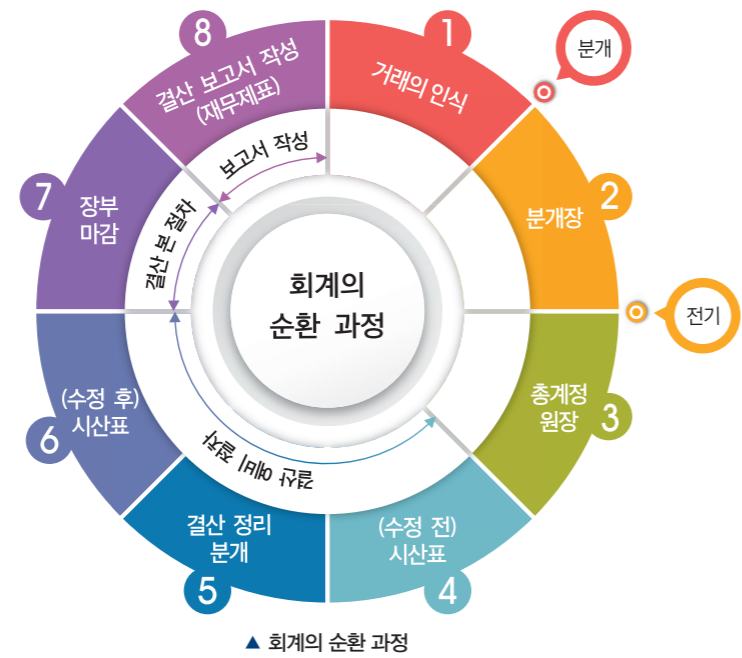 회계의
순환 과정
1
거래의 인식
분개
2
분개장
전기
3
총계정
원장
4
(수정 전)
시산표
5
결산 정리
분개
6
(수정 후)
시산표
7
장부
마감
8
결산 보고서 작성
(재무제표)
결산 예비 절차
결산 본 절차
보고서 작성
▲ 회계의 순환 과정